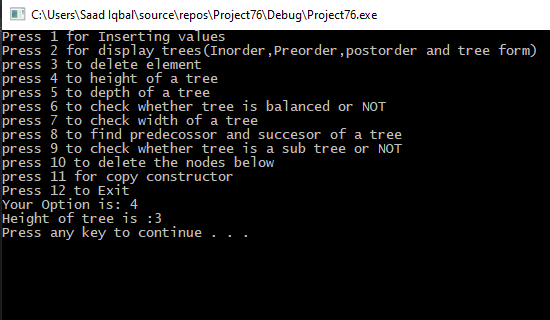 C:\Users\Saad Iqbal\source\repos\Project76\Debug\Project76.exe
Press 1 for Inserting values
Press 2 for display trees(Inorder,Preorder,postorder and tree form)
press 3 to delete element
press 4 to height of a tree
press 5 to depth of a tree
press 6 to check whether tree is balanced or NOT
press 7 to check width of a tree
press 8 to find predecossor and succesor of a tree
press 9 to check whether tree is a sub tree or NOT
press 10 to delete the nodes below
press 11 for copy constructor
Press 12 to Exit
Your Option is: 4
Height of tree is :3
Press any key to continue . . .